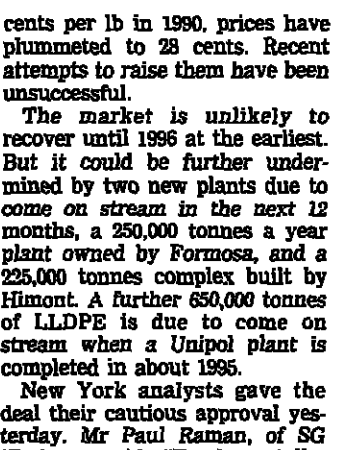 cents per lb in 1990, prices have
plummeted to 28 cents. Recent
attempts to raise them have been
unsuccessful.
The market is unlikely to
recover until 1996 at the earliest.
But it could be further under-
mined by two new plants due to
come on stream in the next 12
months, a 250,000 tonnes a year
plant owned by Formosa, and a
225,000 tonnes complex built by
Himont. A further 650,000 tonnes
of LLDPE is due to come on
stream when a Unipol plant is
completed in about 1995.
New York analysts gave the
deal their cautious approval yes-
terday. Mr Paul Raman, of SG